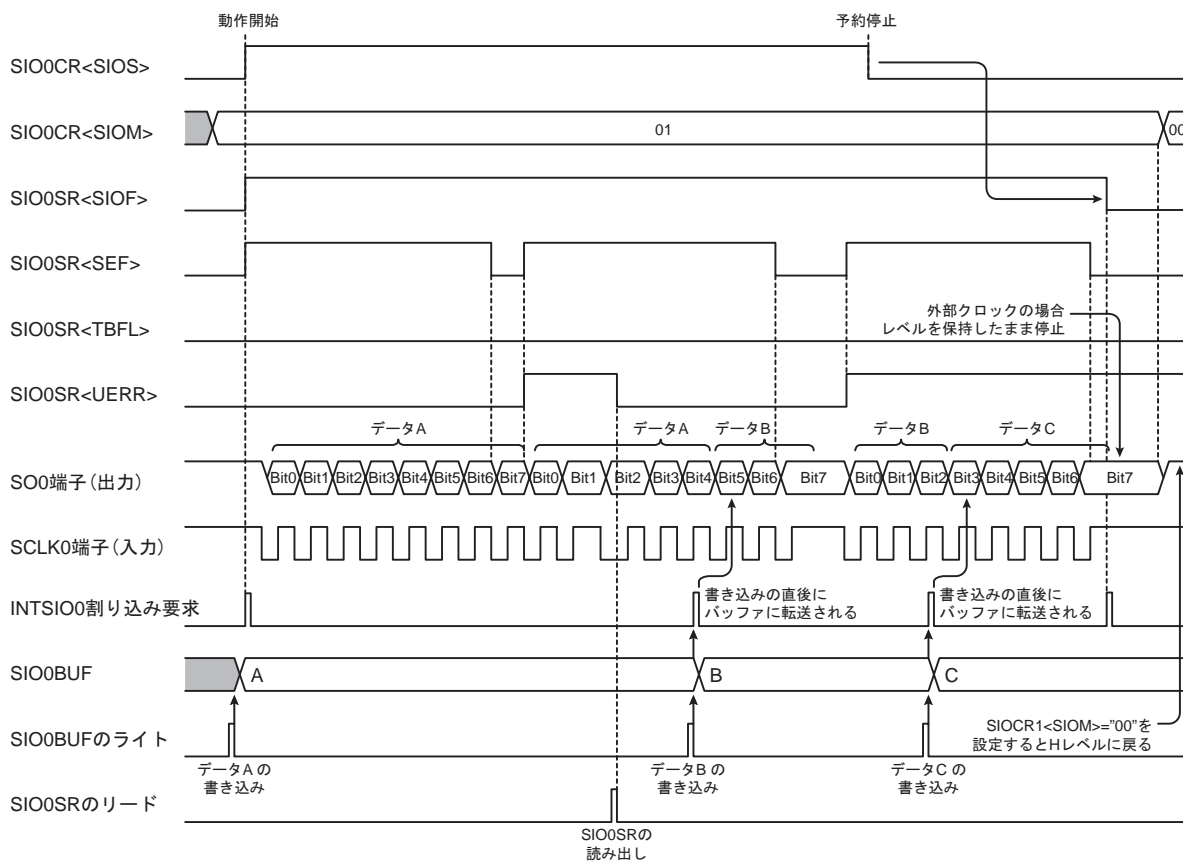 動作開始
予約停止
SIO0CR<SIOS>
SIO0CR<SIOM>
01
00
SIO0SR<SIOF>
SIO0SR<SEF>
SIO0SR<TBFL>
外部クロックの場合
レベルを保持したまま停止
SIO0SR<UERR>
データA
データA
データB
データB
データC
SO0端子(出力)
Bit0 Bit1 Bit2 Bit3 Bit4 Bit5 Bit6 Bit7 Bit0 Bit1 Bit2 Bit3 Bit4 Bit5 Bit6 Bit7 Bit0 Bit1 Bit2 Bit3 Bit4 Bit5 Bit6 Bit7
SCLK0端子(入力)
INTSIO0割り込み要求
書き込みの直後に
バッファに転送される
書き込みの直後に
バッファに転送される
SIO0BUF
A
B
C
SIO0BUFのライト
SIOCR1<SIOM>="00"を
設定するとHレベルに戻る
データA の
書き込み
データB の
書き込み
データC の
書き込み
SIO0SRのリード
SIO0SRの
読み出し